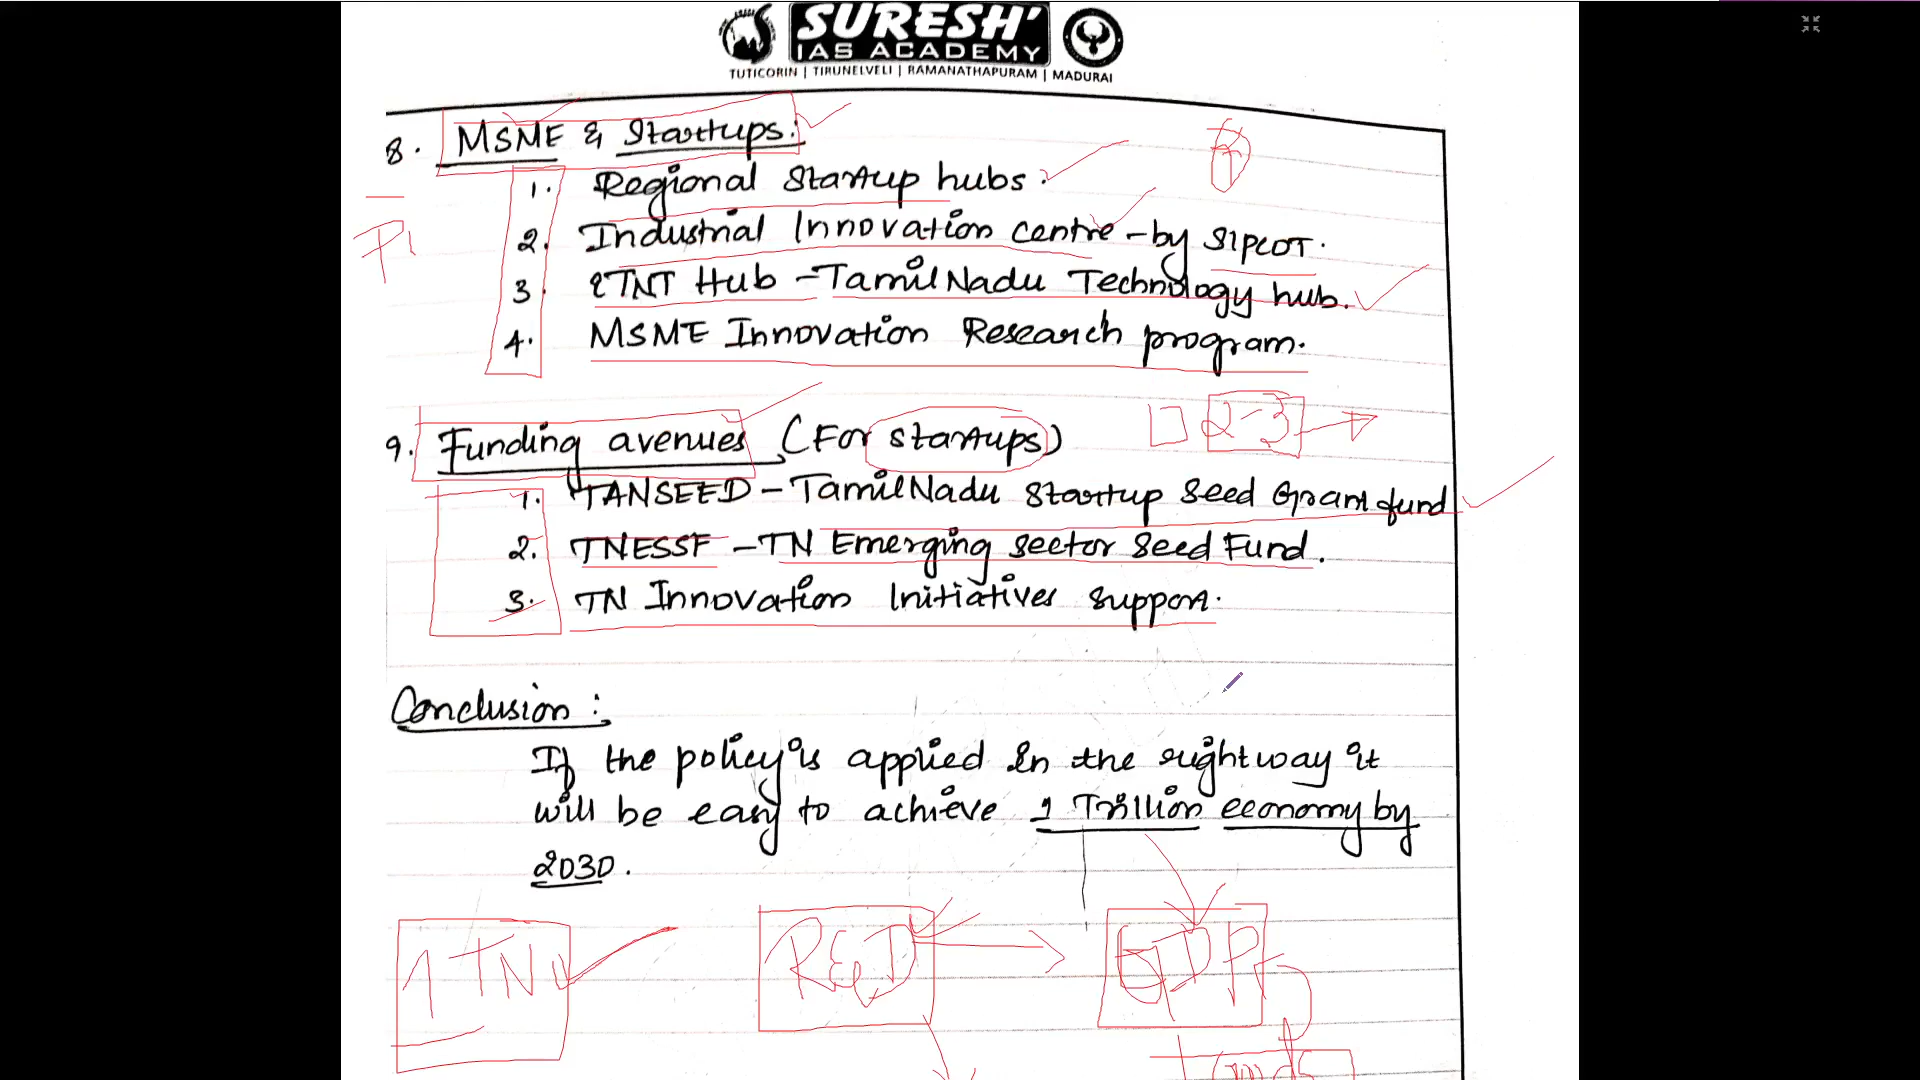 SURESH'
IAS ACADEMY
TUTICORIN | TIRUNELVELI | RAMANATHAPURAM | MADURAI
8. MSME & Startups:
1. Regional Startup hubs.
2. Industrial Innovation centre - by SIPCOT.
3. iTNT Hub - TamilNadu Technology hub.
4. MSME Innovation Research program.
2-3
9. Funding avenues (For startups)
1. TANSEED - TamilNadu Startup Seed Grant fund
2. TNESSF - TN Emerging Sector Seed Fund.
3. TN Innovation Initiatives Support.
Conclusion:
If the policy is applied in the right way it
will be easy to achieve 1 Trillion economy by
2030.
1 TN R&D GDP